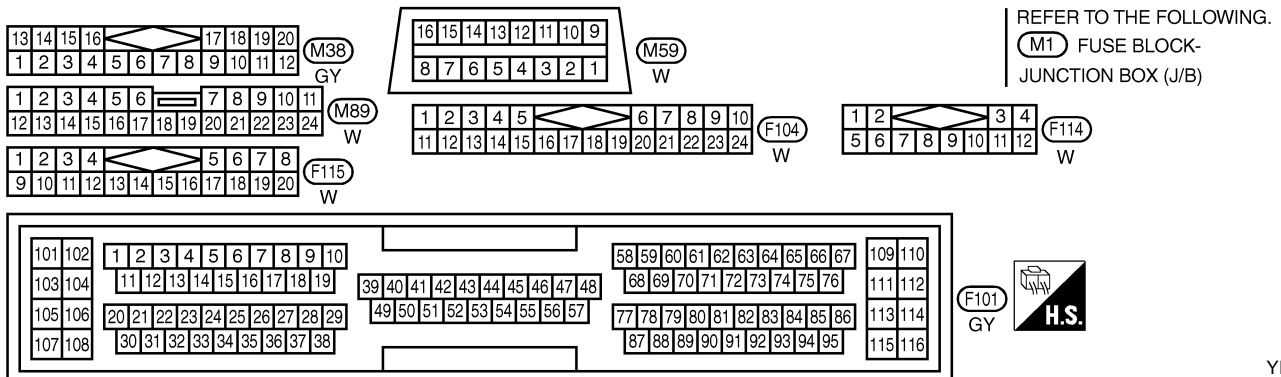 13 14 15 16 17 18 19 20
1 2 3 4 5 6 7 8 9 10 11 12
M38
GY
1 2 3 4 5 6 7 8 9 10 11
12 13 14 15 16 17 18 19 20 21 22 23 24
M89
W
1 2 3 4 5 6 7 8
9 10 11 12 13 14 15 16 17 18 19 20
F115
W
16 15 14 13 12 11 10 9
8 7 6 5 4 3 2 1
M59
W
1 2 3 4 5 6 7 8 9 10
11 12 13 14 15 16 17 18 19 20 21 22 23 24
F104
W
REFER TO THE FOLLOWING.
M1 FUSE BLOCK-
JUNCTION BOX (J/B)
1 2 3 4
5 6 7 8 9 10 11 12
F114
W
101 102
103 104
105 106
107 108
1 2 3 4 5 6 7 8 9 10
11 12 13 14 15 16 17 18 19
20 21 22 23 24 25 26 27 28 29
30 31 32 33 34 35 36 37 38
39 40 41 42 43 44 45 46 47 48
49 50 51 52 53 54 55 56 57
58 59 60 61 62 63 64 65 66 67
68 69 70 71 72 73 74 75 76
77 78 79 80 81 82 83 84 85 86
87 88 89 90 91 92 93 94 95
109 110
111 112
113 114
115 116
F101
GY
H.S.